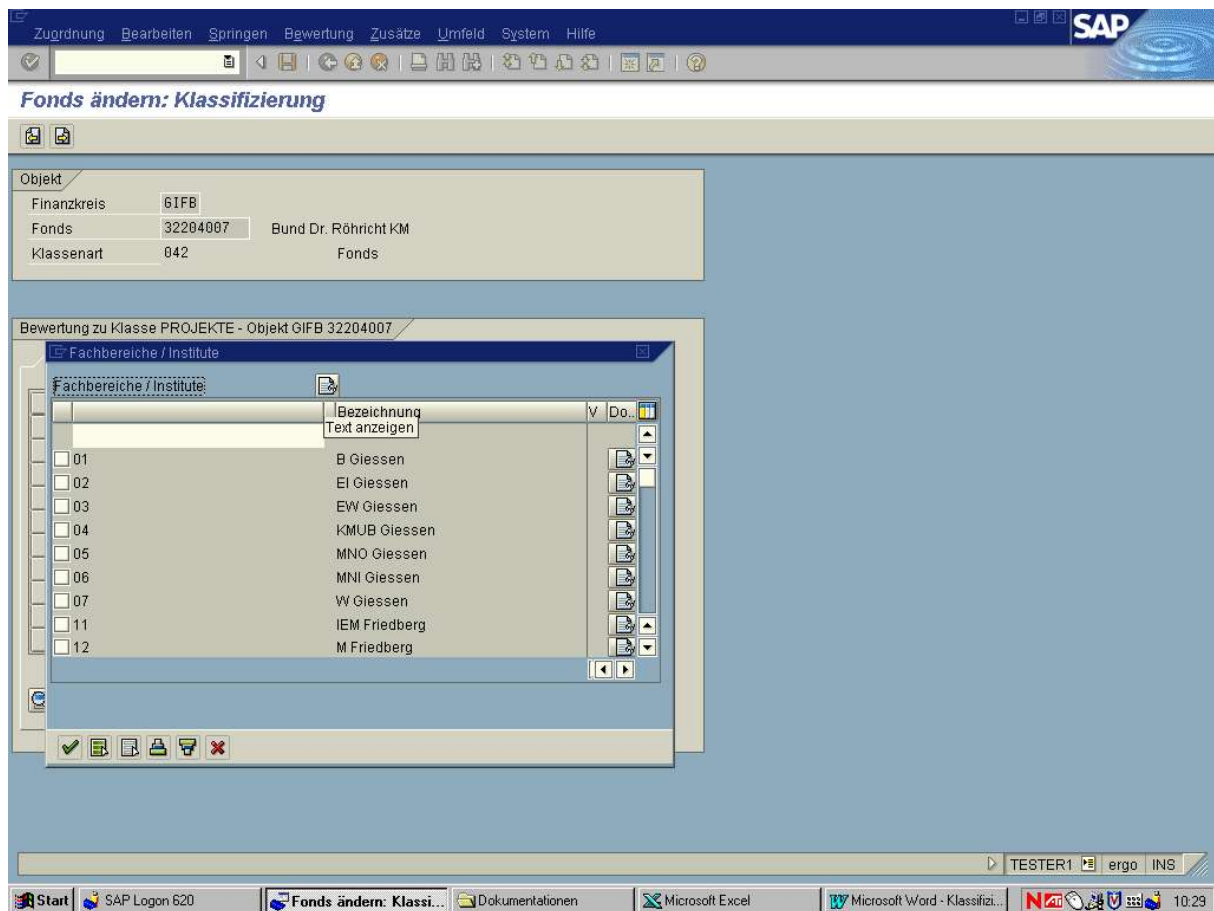 Zuordnung Bearbeiten Springen Bewertung Zusätze Umfeld System Hilfe
SAP
Fonds ändern: Klassifizierung
Objekt
Finanzkreis GIFB
Fonds 32204007 Bund Dr. Röhricht KM
Klassenart 042 Fonds
Bewertung zu Klasse PROJEKTE - Objekt GIFB 32204007
Fachbereiche / Institute
Fachbereiche / Institute
Bezeichnung V Do..
Text anzeigen
01 B Giessen
02 EI Giessen
03 EW Giessen
04 KMUB Giessen
05 MNO Giessen
06 MNI Giessen
07 W Giessen
11 IEM Friedberg
12 M Friedberg
TESTER1 ergo INS
Start SAP Logon 620 Fonds ändern: Klassi... Dokumentationen Microsoft Excel Microsoft Word - Klassifizi... N ATI 10:29